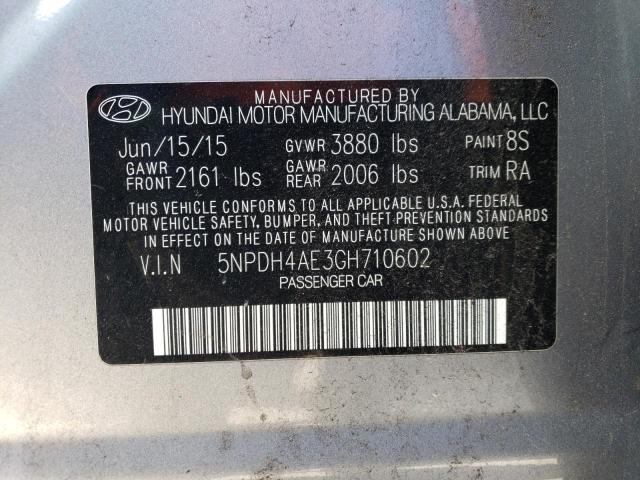 MANUFACTURED BY
HYUNDAI MOTOR MANUFACTURING ALABAMA, LLC
Jun/15/15 GVWR 3880 lbs PAINT 8S
GAWR FRONT 2161 lbs GAWR REAR 2006 lbs TRIM RA
THIS VEHICLE CONFORMS TO ALL APPLICABLE U.S.A. FEDERAL
MOTOR VEHICLE SAFETY, BUMPER, AND THEFT PREVENTION STANDARDS
IN EFFECT ON THE DATE OF MANUFACTURE SHOWN ABOVE
V.I.N 5NPDH4AE3GH710602
PASSENGER CAR